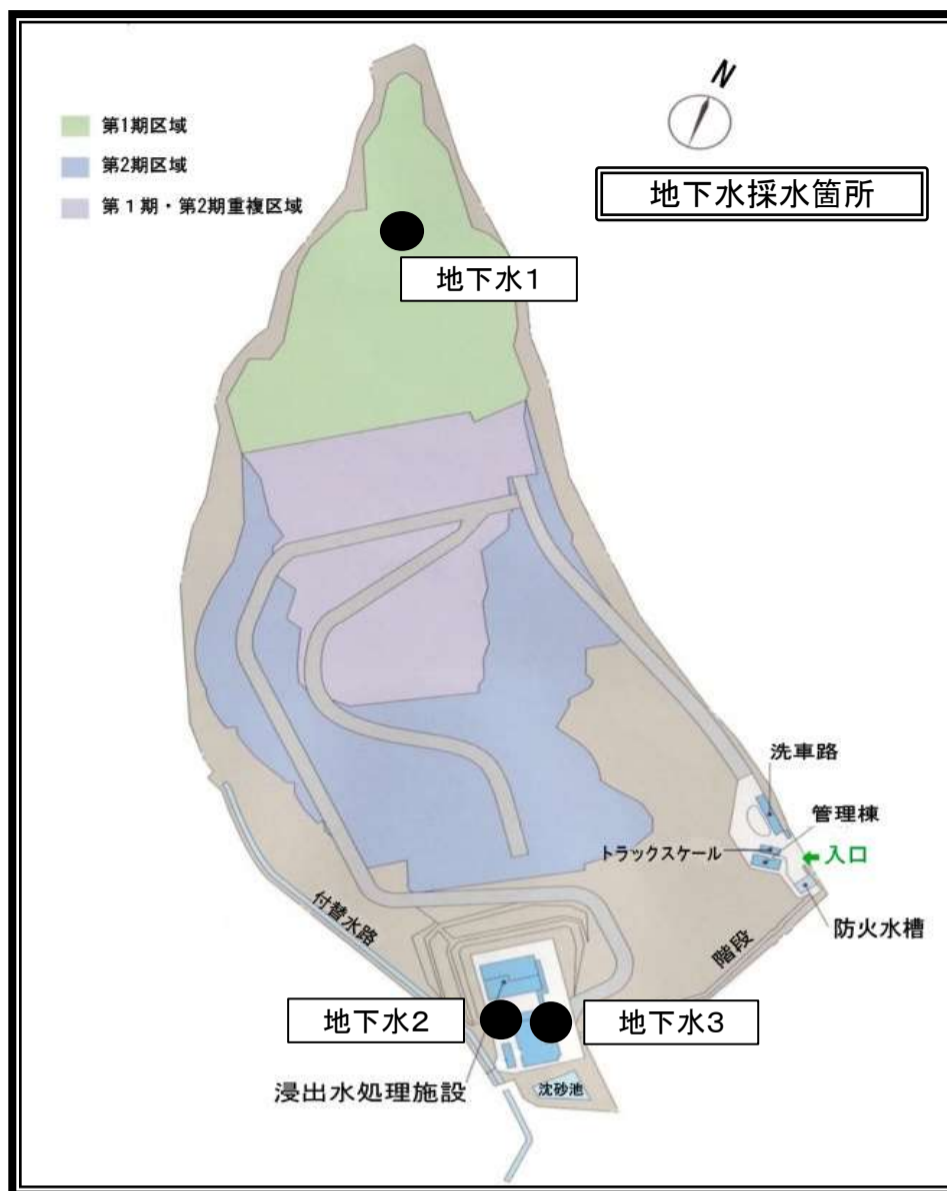 N
第1期区域
第2期区域
第１期・第2期重複区域
地下水採水箇所
地下水１
洗車路
管理棟
トラックスケール
入口
防火水槽
付替水路
階段
地下水２
地下水３
浸出水処理施設
沈砂池